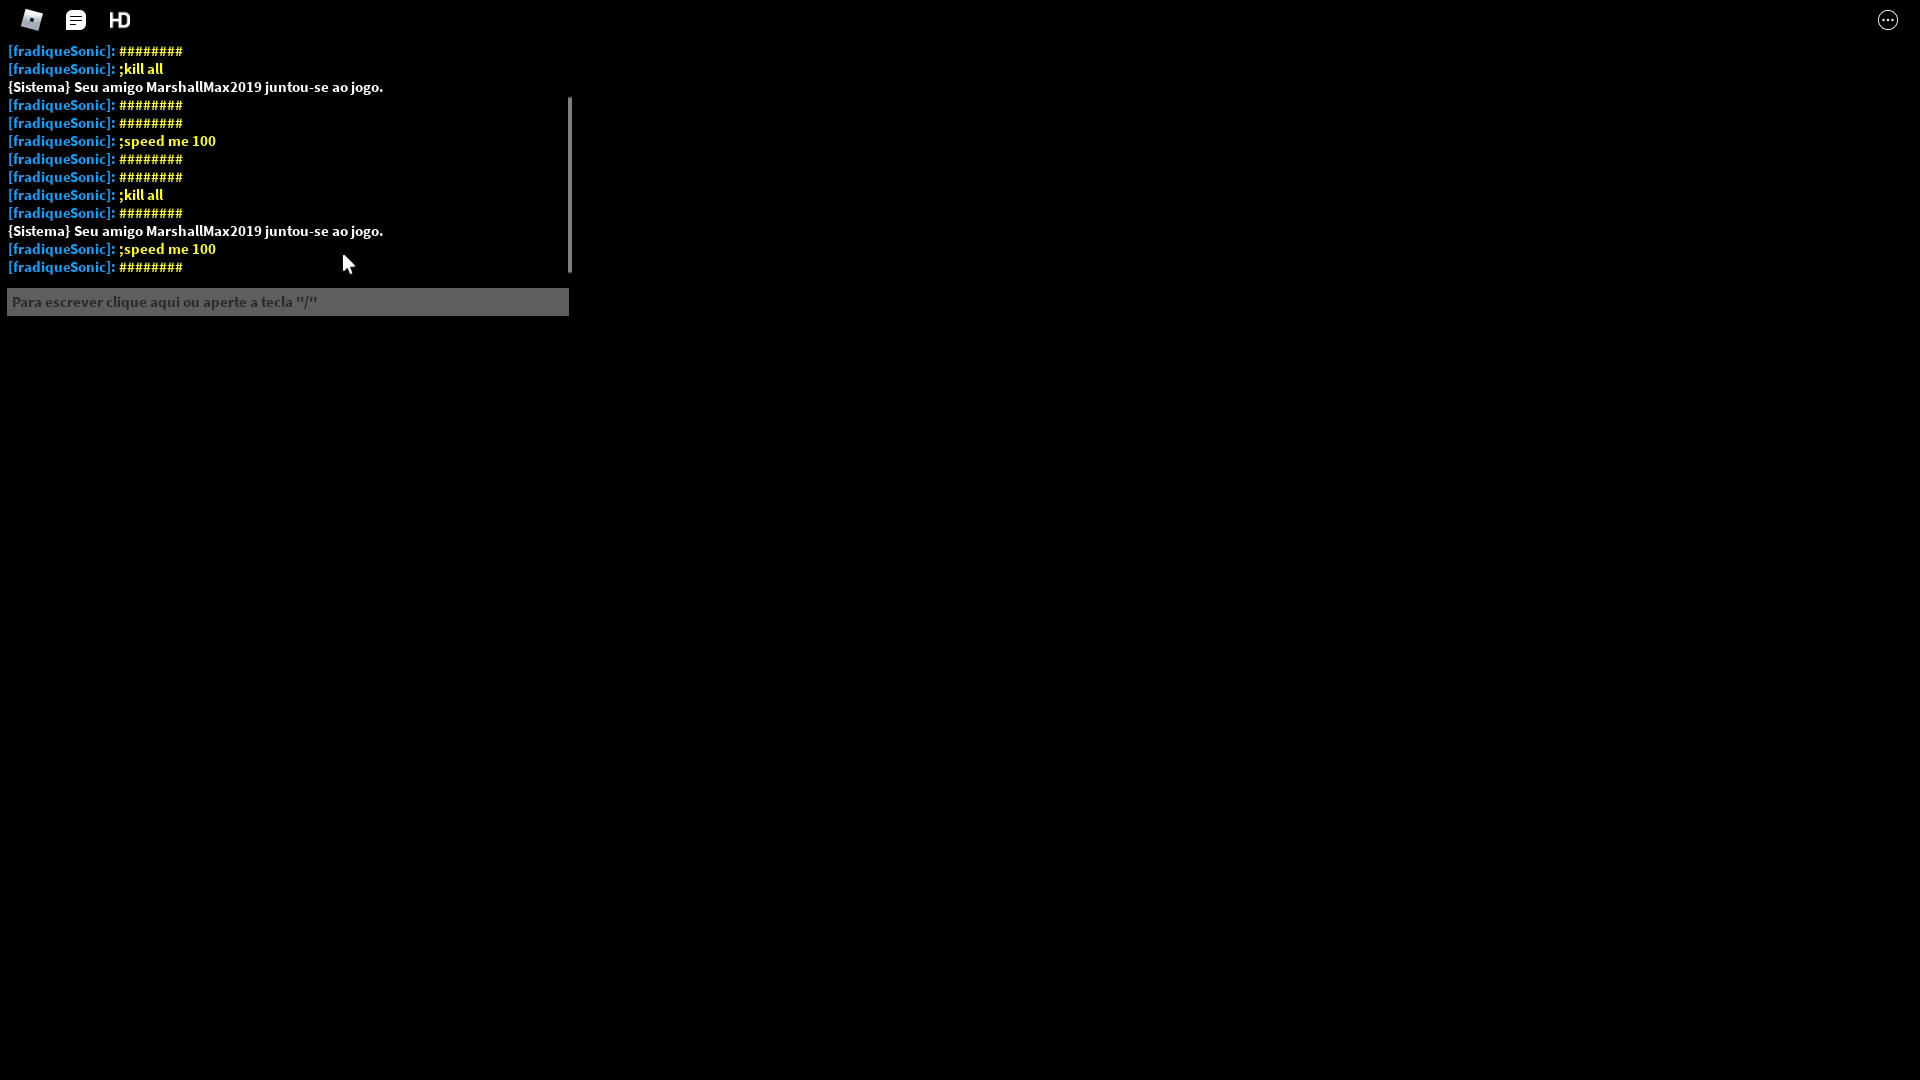 HD
[fradiqueSonic]: ########
[fradiqueSonic]: ;kill all
{Sistema} Seu amigo MarshallMax2019 juntou-se ao jogo.
[fradiqueSonic]: ########
[fradiqueSonic]: ########
[fradiqueSonic]: ;speed me 100
[fradiqueSonic]: ########
[fradiqueSonic]: ########
[fradiqueSonic]: ;kill all
[fradiqueSonic]: ########
{Sistema} Seu amigo MarshallMax2019 juntou-se ao jogo.
[fradiqueSonic]: ;speed me 100
[fradiqueSonic]: ########
Para escrever clique aqui ou aperte a tecla "/"